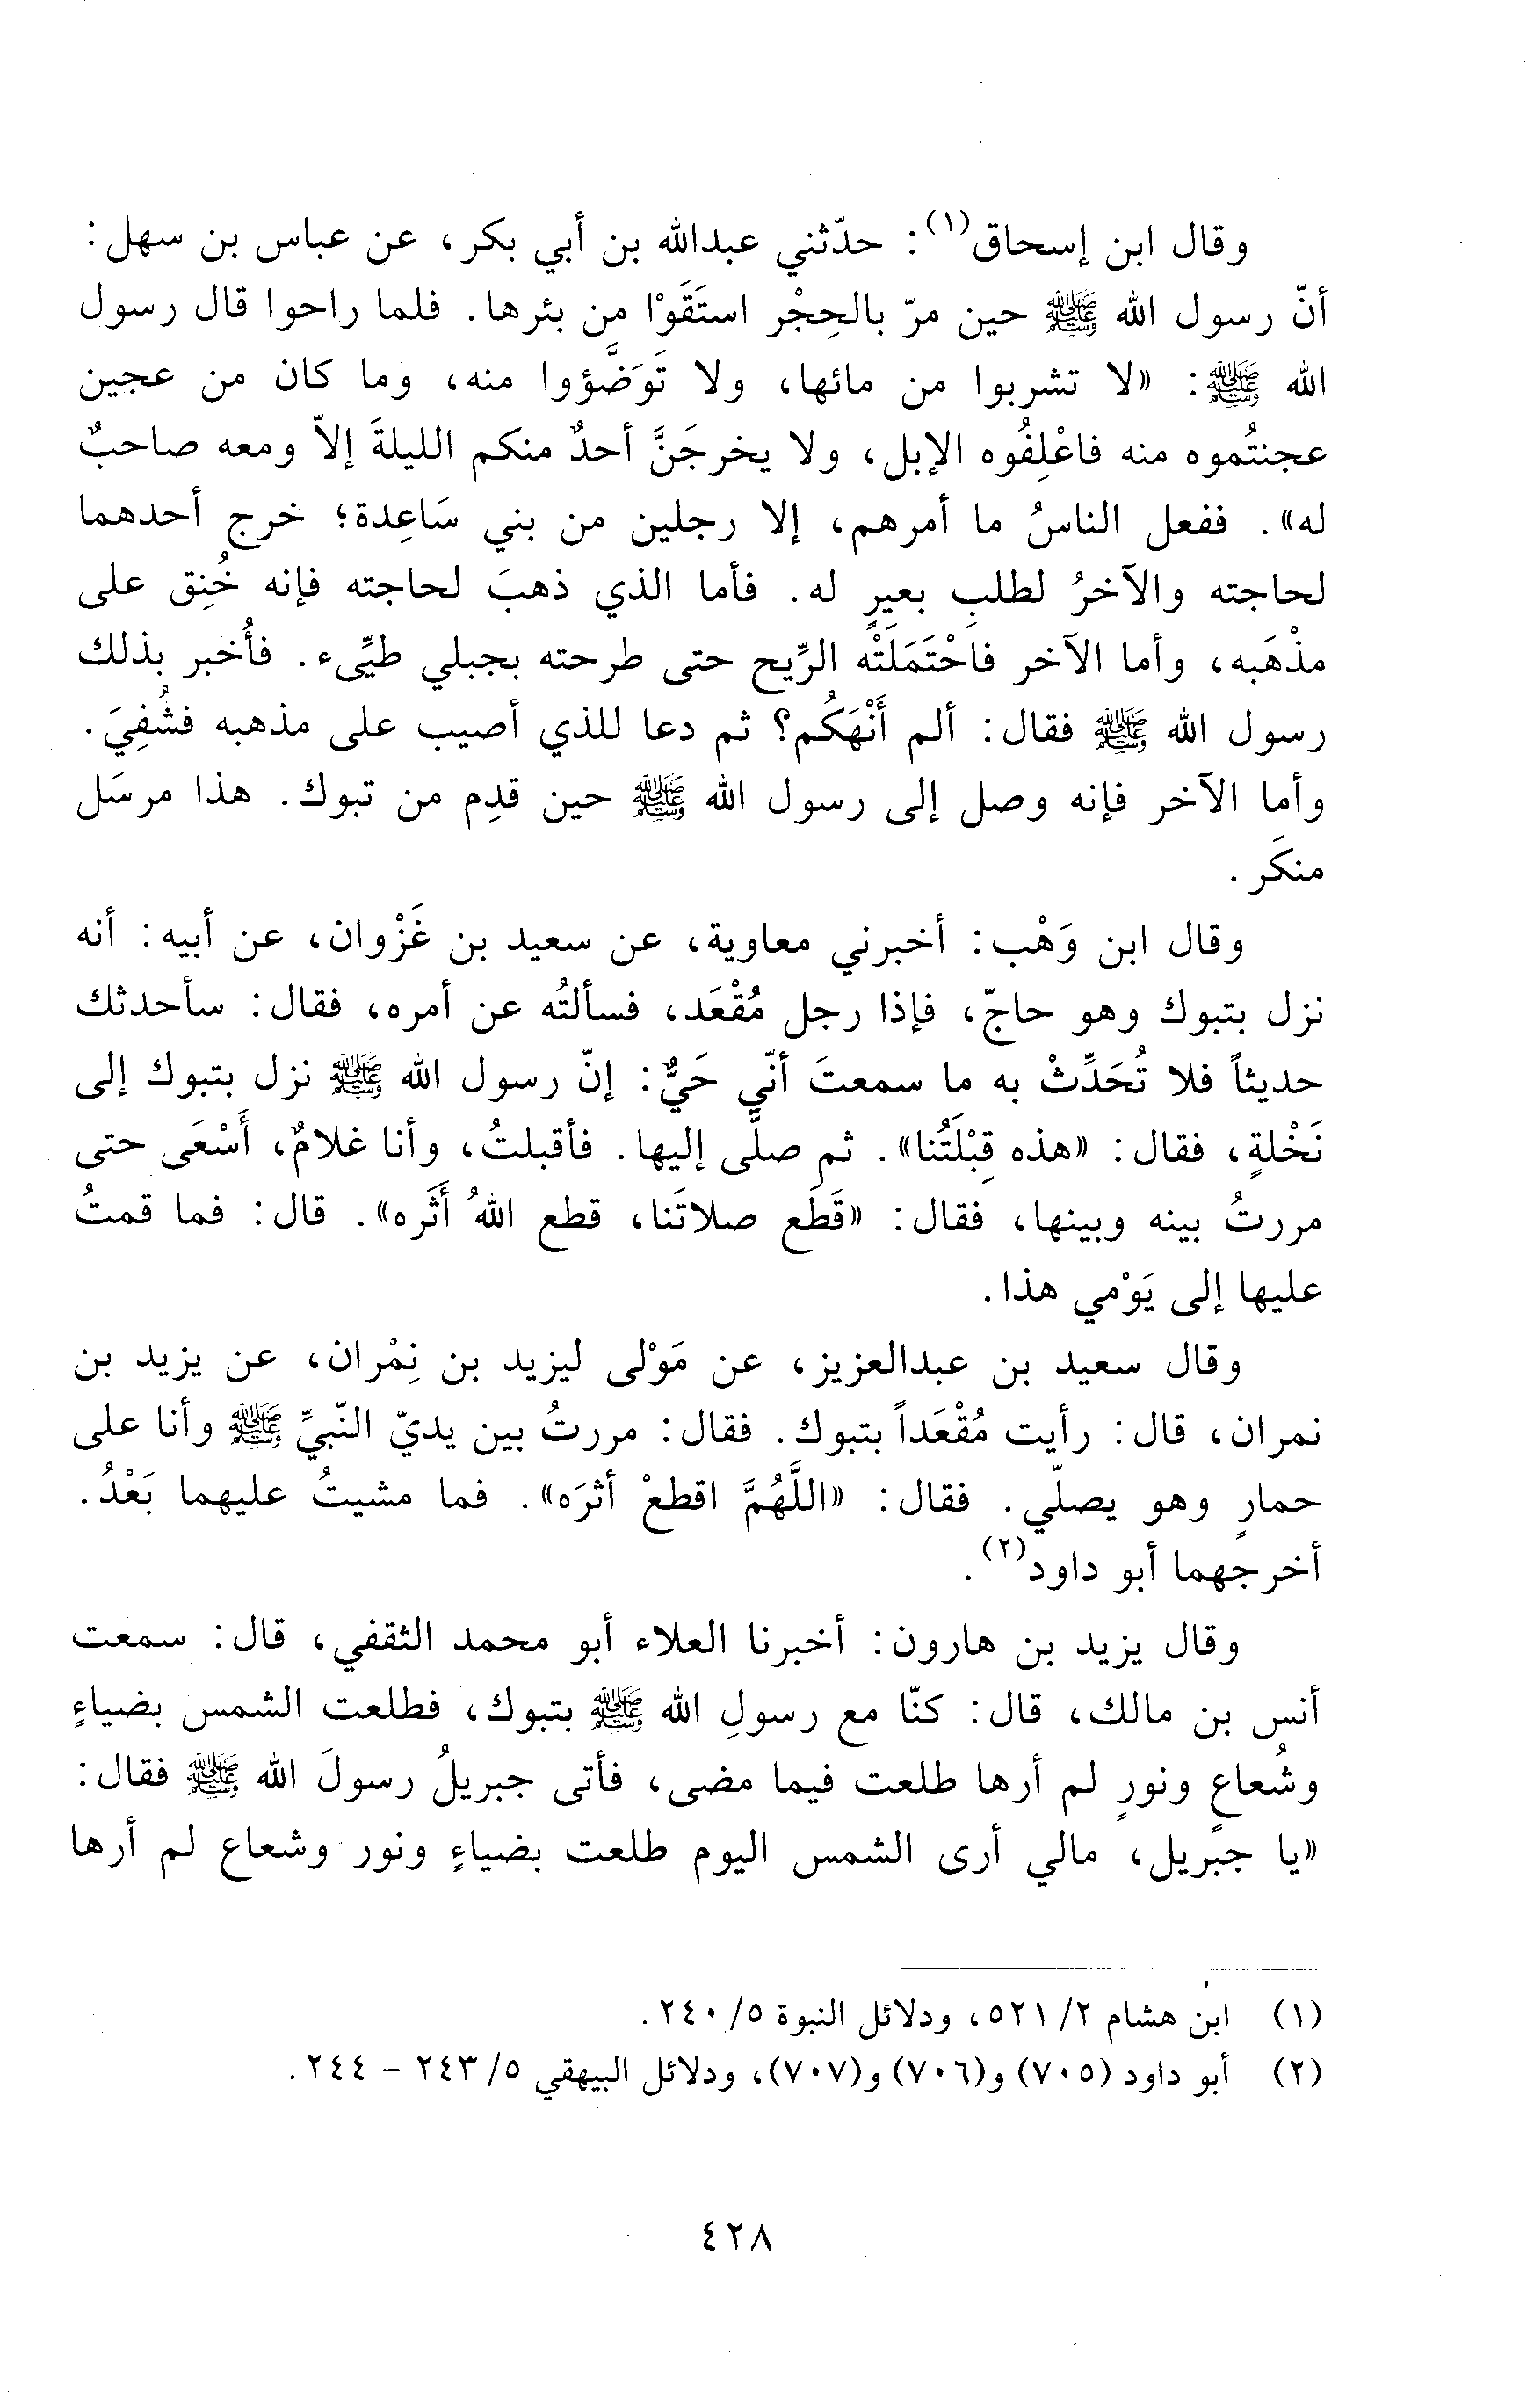 وقال ابن إسحاق(١): حدّثني عبدالله بن أبي بكر، عن عباس بن سهل:
أنّ رسول الله ﷺ حين مرّ بالحِجْر استَقَوْا من بئرها. فلما راحوا قال رسول
الله ﷺ: «لا تشربوا من مائها، ولا تَوَضَّؤوا منه، وما كان من عجين
عجنتُموه منه فاعْلِفُوه الإبل، ولا يخرجَنَّ أحدٌ منكم الليلةَ إلاّ ومعه صاحبٌ
له». ففعل الناسُ ما أمرهم، إلا رجلين من بني سَاعِدة؛ خرج أحدهما
لحاجته والآخرُ لطلبِ بعيرٍ له. فأما الذي ذهبَ لحاجته فإنه خُنِق على
مذْهَبه، وأما الآخر فاحْتَمَلَتْه الرِّيح حتى طرحته بجبلي طيِّىء. فأُخبر بذلك
رسول الله ﷺ فقال: ألم أَنْهَكُم؟ ثم دعا للذي أصيب على مذهبه فشُفِيَ.
وأما الآخر فإنه وصل إلى رسول الله ﷺ حين قدِم من تبوك. هذا مرسَل
منكَر.
وقال ابن وَهْب: أخبرني معاوية، عن سعيد بن غَزْوان، عن أبيه: أنه
نزل بتبوك وهو حاجّ، فإذا رجل مُقْعَد، فسألتُه عن أمره، فقال: سأحدثك
حديثاً فلا تُحَدِّثْ به ما سمعتَ أنّي حَيٌّ: إنّ رسول الله ﷺ نزل بتبوك إلى
نَخْلةٍ، فقال: «هذه قِبْلَتُنا». ثم صلَّى إليها. فأقبلتُ، وأنا غلامٌ، أَسْعَى حتى
مررتُ بينه وبينها، فقال: «قَطَع صلاتَنا، قطع اللهُ أَثَره». قال: فما قمتُ
عليها إلى يَوْمي هذا.
وقال سعيد بن عبدالعزيز، عن مَوْلى ليزيد بن نِمْران، عن يزيد بن
نمران، قال: رأيت مُقْعَداً بتبوك. فقال: مررتُ بين يديّ النّبيِّ ﷺ وأنا على
حمارٍ وهو يصلّي. فقال: «اللَّهُمَّ اقطعْ أثرَه». فما مشيتُ عليهما بَعْدُ.
أخرجهما أبو داود(٢).
وقال يزيد بن هارون: أخبرنا العلاء أبو محمد الثقفي، قال: سمعت
أنس بن مالك، قال: كنّا مع رسولِ الله ﷺ بتبوك، فطلعت الشمس بضياءٍ
وشُعاعٍ ونورٍ لم أرها طلعت فيما مضى، فأتى جبريلُ رسولَ الله ﷺ فقال:
«يا جبريل، مالي أرى الشمس اليوم طلعت بضياءٍ ونور وشعاع لم أرها
(١) ابن هشام ٢/ ٥٢١، ودلائل النبوة ٥/ ٢٤٠.
(٢) أبو داود (٧٠٥) و(٧٠٦) و(٧٠٧)، ودلائل البيهقي ٥/ ٢٤٣ - ٢٤٤.
٤٢٨